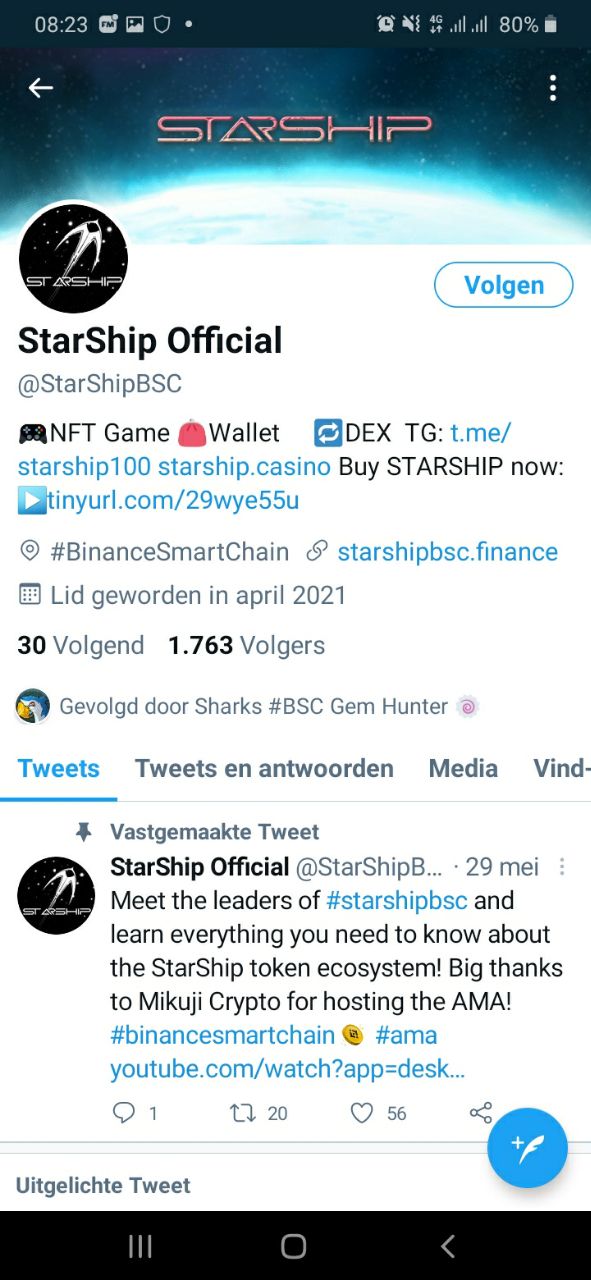 08:23 FM 4G 80%
STARSHIP
STARSHIP
Volgen
StarShip Official
@StarShipBSC
🎮NFT Game 👛Wallet 🔁DEX TG: t.me/
starship100 starship.casino Buy STARSHIP now:
▶️tinyurl.com/29wye55u
#BinanceSmartChain starshipbsc.finance
Lid geworden in april 2021
30 Volgend 1.763 Volgers
Gevolgd door Sharks #BSC Gem Hunter 🍥
Tweets Tweets en antwoorden Media Vind-
Vastgemaakte Tweet
StarShip Official @StarShipB... · 29 mei
STARSHIP
Meet the leaders of #starshipbsc and
learn everything you need to know about
the StarShip token ecosystem! Big thanks
to Mikuji Crypto for hosting the AMA!
#binancesmartchain #ama
youtube.com/watch?app=desk...
1 20 56
Uitgelichte Tweet